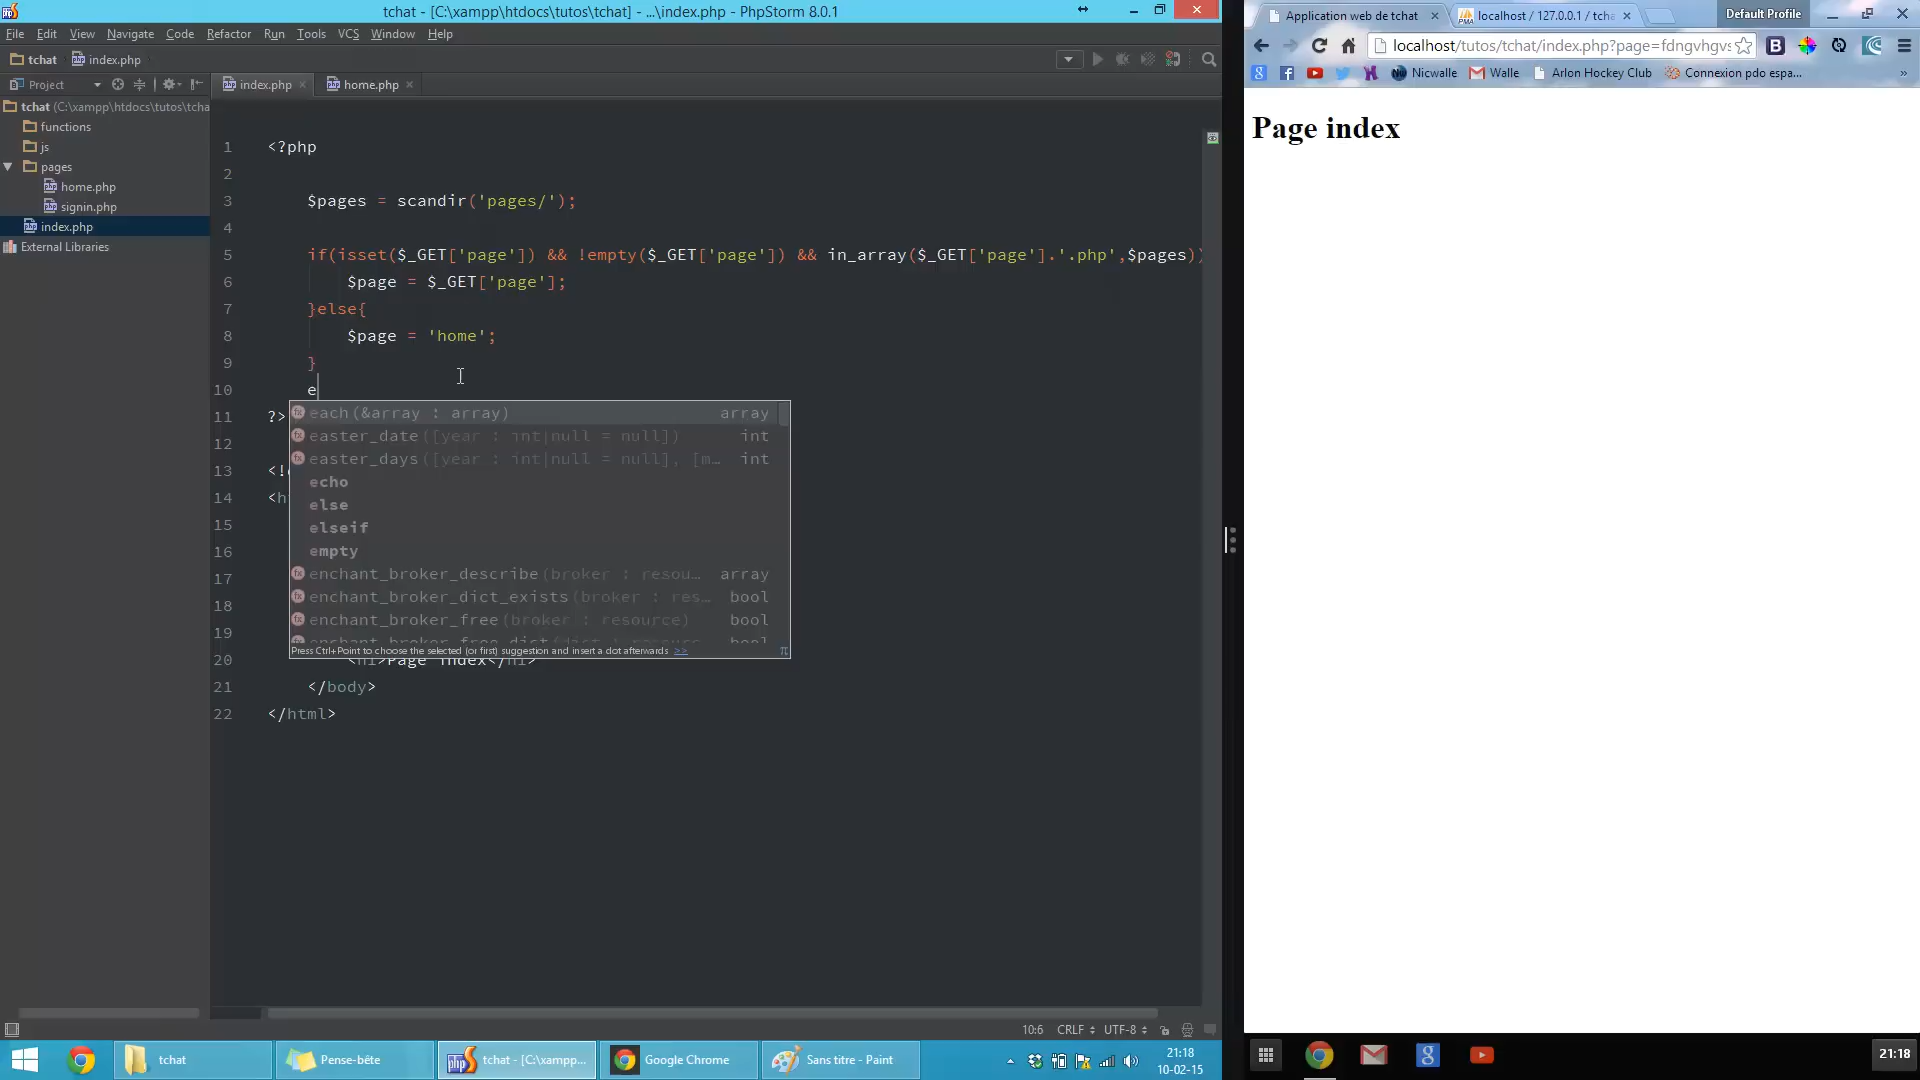 tchat - [C:\xampp\htdocs\tutos\tchat] - ...\index.php - PhpStorm 8.0.1
File Edit View Navigate Code Refactor Run Tools VCS Window Help
tchat index.php
Project
index.php home.php
tchat (C:\xampp\htdocs\tutos\tcha
functions
js
pages
home.php
signin.php
index.php
External Libraries
1 <?php
2
3 $pages = scandir('pages/');
4
5 if(isset($_GET['page']) && !empty($_GET['page']) && in_array($_GET['page'].'.php',$pages))
6 $page = $_GET['page'];
7 }else{
8 $page = 'home';
9 }
10 e
11 ?>
12
13
14 <h
15
16
17
18
19
20 <h1>Page index</h1>
21 </body>
22 </html>
each(&array : array) array
easter_date([year : int|null = null]) int
easter_days([year : int|null = null], [m... int
echo
else
elseif
empty
enchant_broker_describe(broker : resou... array
enchant_broker_dict_exists(broker : res... bool
enchant_broker_free(broker : resource) bool
enchant_broker_free_dict(dict : resource bool
Press Ctrl+Point to choose the selected (or first) suggestion and insert a dot afterwards >>
π
10:6 CRLF UTF-8
tchat
Pense-bête
tchat - [C:\xampp...
Google Chrome
Sans titre - Paint
21:18
10-02-15
Application web de tchat
localhost / 127.0.0.1 / tcha
Default Profile
localhost/tutos/tchat/index.php?page=fdngvhgvs
Nicwalle
Walle
Arlon Hockey Club
Connexion pdo espa...
»
Page index
21:18